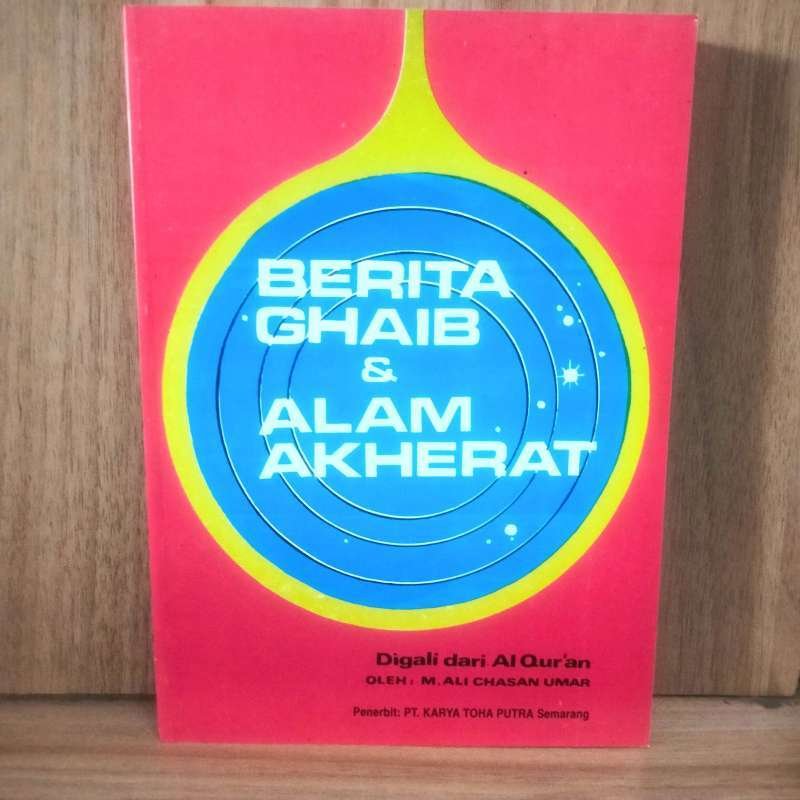 BERITA
GHAIB
&
ALAM
AKHERAT
Digali dari Al Qur'an
OLEH : M. ALI CHASAN UMAR
Penerbit: PT. KARYA TOHA PUTRA Semarang